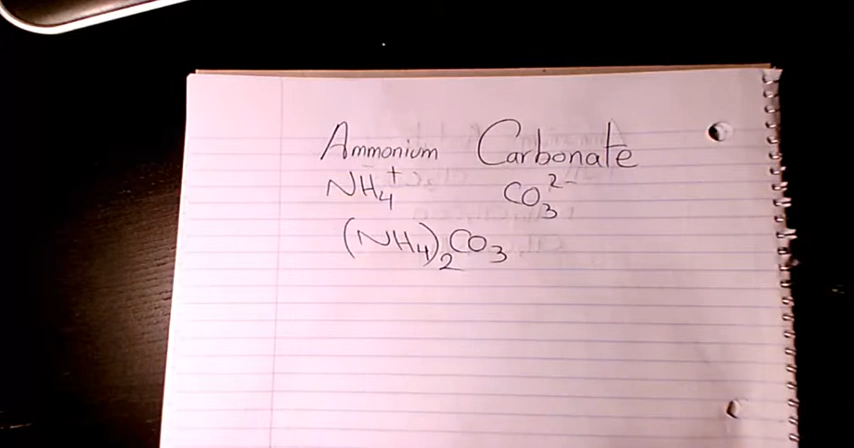 Ammonium Carbonate
NH₄⁺ CO₃²⁻
(NH₄)₂CO₃